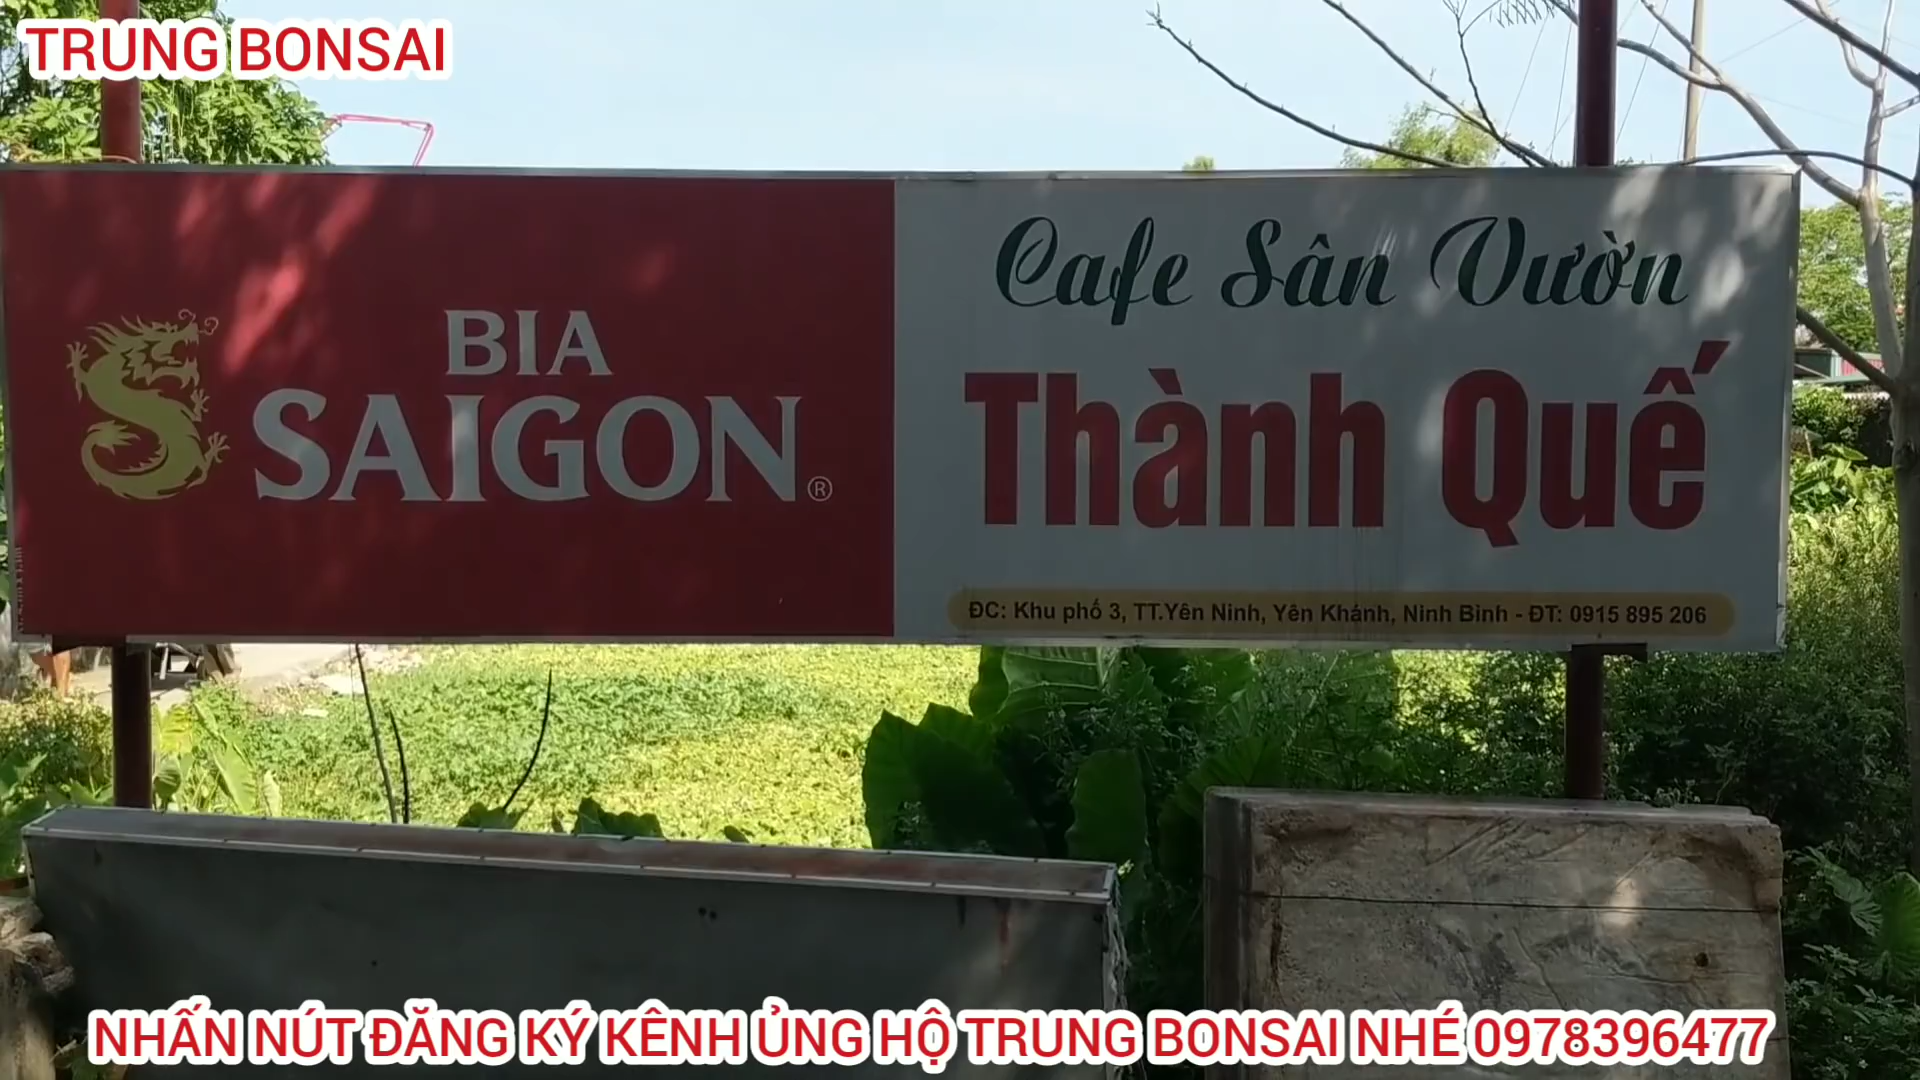 TRUNG BONSAI
BIA
SAIGON®
Cafe Sân Vườn
Thành Quế
ĐC: Khu phố 3, TT.Yên Ninh, Yên Khánh, Ninh Bình - ĐT: 0915 895 206
NHẤN NÚT ĐĂNG KÝ KÊNH ỦNG HỘ TRUNG BONSAI NHÉ 0978396477